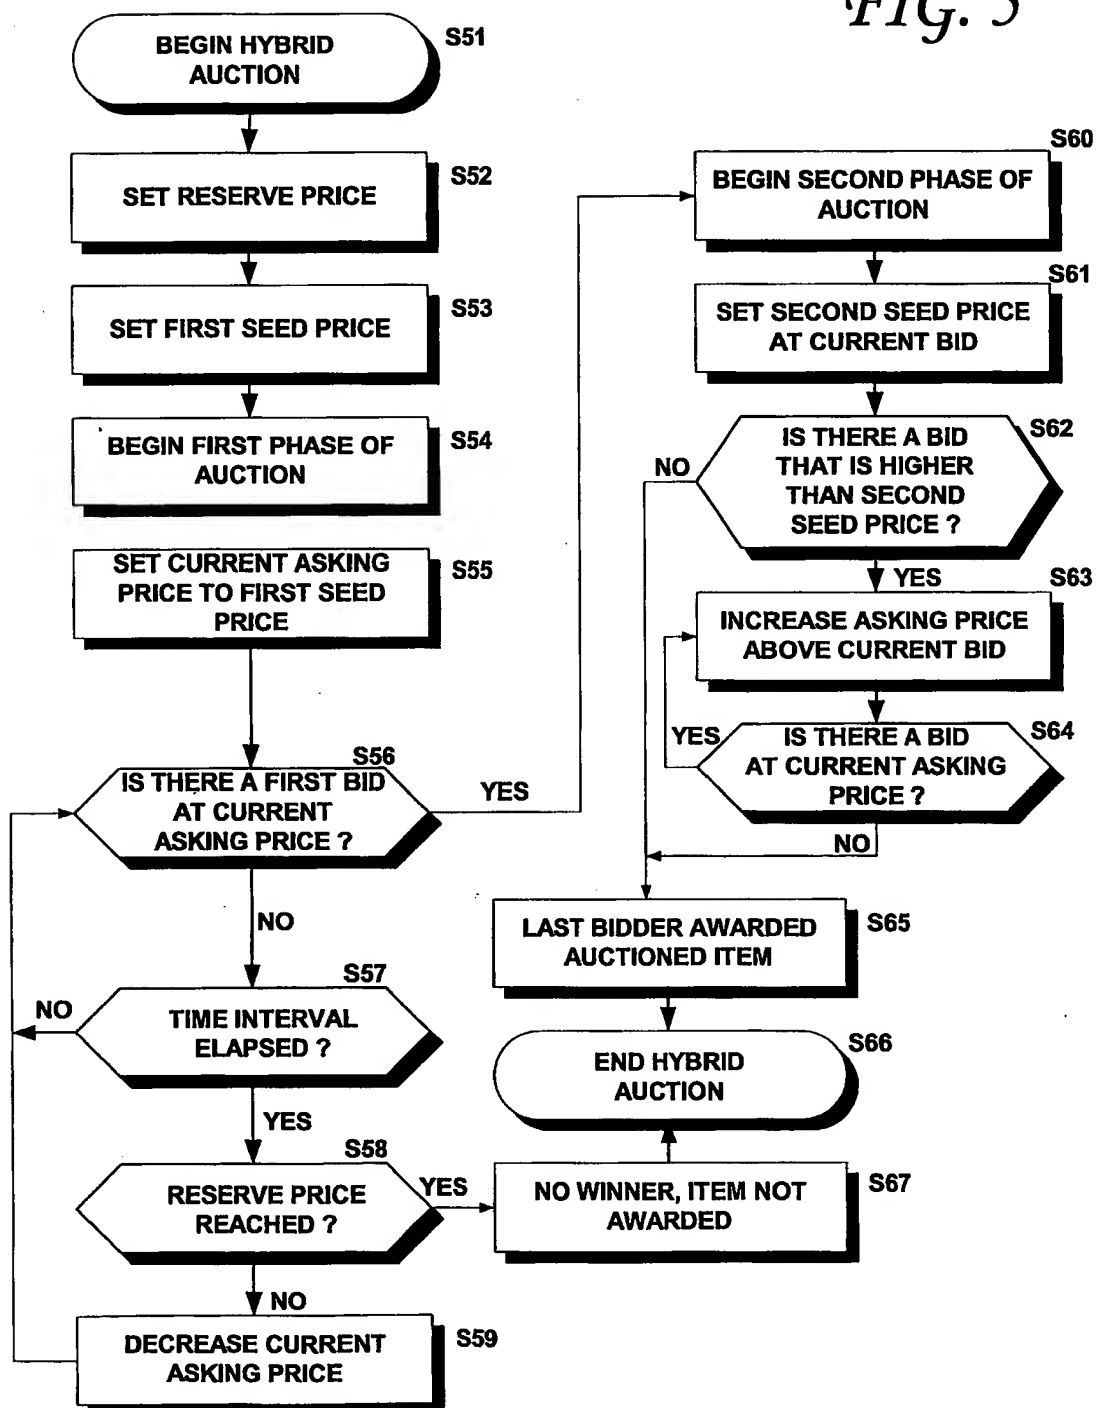 FIG. 5
BEGIN HYBRID
AUCTION
S51
SET RESERVE PRICE
S52
SET FIRST SEED PRICE
S53
BEGIN FIRST PHASE OF
AUCTION
S54
SET CURRENT ASKING
PRICE TO FIRST SEED
PRICE
S55
S56
IS THERE A FIRST BID
AT CURRENT
ASKING PRICE ?
YES
NO
S57
TIME INTERVAL
ELAPSED ?
NO
YES
S58
RESERVE PRICE
REACHED ?
YES
NO
DECREASE CURRENT
ASKING PRICE
S59
S60
BEGIN SECOND PHASE OF
AUCTION
S61
SET SECOND SEED PRICE
AT CURRENT BID
S62
IS THERE A BID
THAT IS HIGHER
THAN SECOND
SEED PRICE ?
NO
YES
S63
INCREASE ASKING PRICE
ABOVE CURRENT BID
S64
IS THERE A BID
AT CURRENT ASKING
PRICE ?
YES
NO
LAST BIDDER AWARDED
AUCTIONED ITEM
S65
END HYBRID
AUCTION
S66
NO WINNER, ITEM NOT
AWARDED
S67